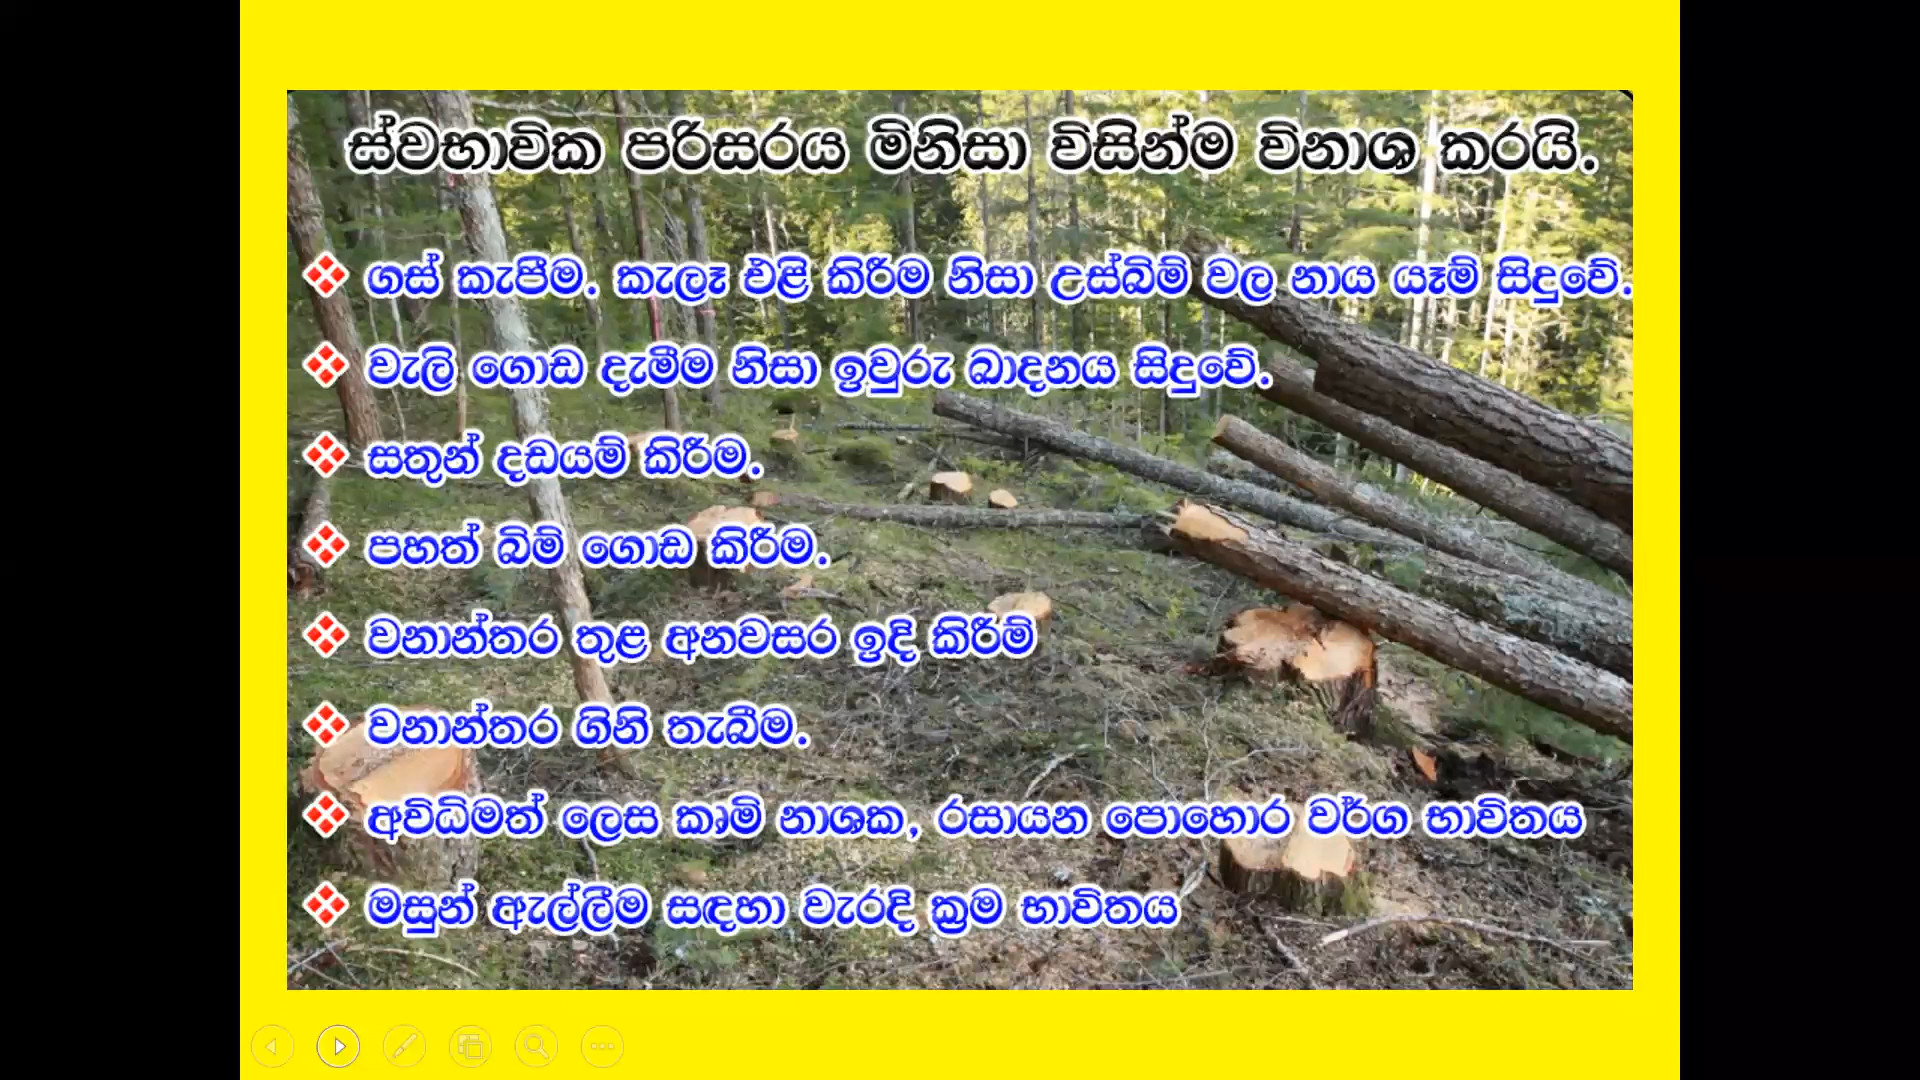 ස්වභාවික පරිසරය මිනිසා විසින්ම විනාශ කරයි.
ගස් කැපීම. කැලෑ එළි කිරීම නිසා උස්බිම් වල නාය යෑම් සිදුවේ.
වැලි ගොඩ දැමීම නිසා ඉවුරු ඛාදනය සිදුවේ.
සතුන් දඩයම් කිරීම.
පහත් බිම් ගොඩ කිරීම.
වනාන්තර තුළ අනවසර ඉදි කිරීම්
වනාන්තර ගිනි තැබීම.
අවිධිමත් ලෙස කෘමි නාශක, රසායන පොහොර වර්ග භාවිතය
මසුන් ඇල්ලීම සඳහා වැරදි ක්‍රම භාවිතය